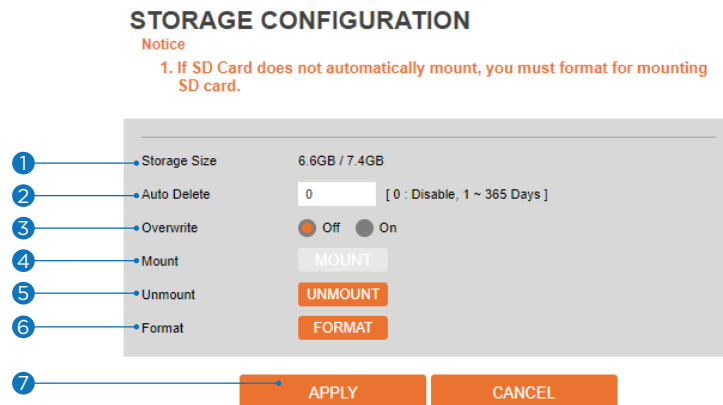 STORAGE CONFIGURATION
Notice
1. If SD Card does not automatically mount, you must format for mounting
SD card.
1 Storage Size 6.6GB / 7.4GB
2 Auto Delete 0 [ 0 : Disable, 1 ~ 365 Days ]
3 Overwrite Off On
4 Mount MOUNT
5 Unmount UNMOUNT
6 Format FORMAT
7 APPLY CANCEL